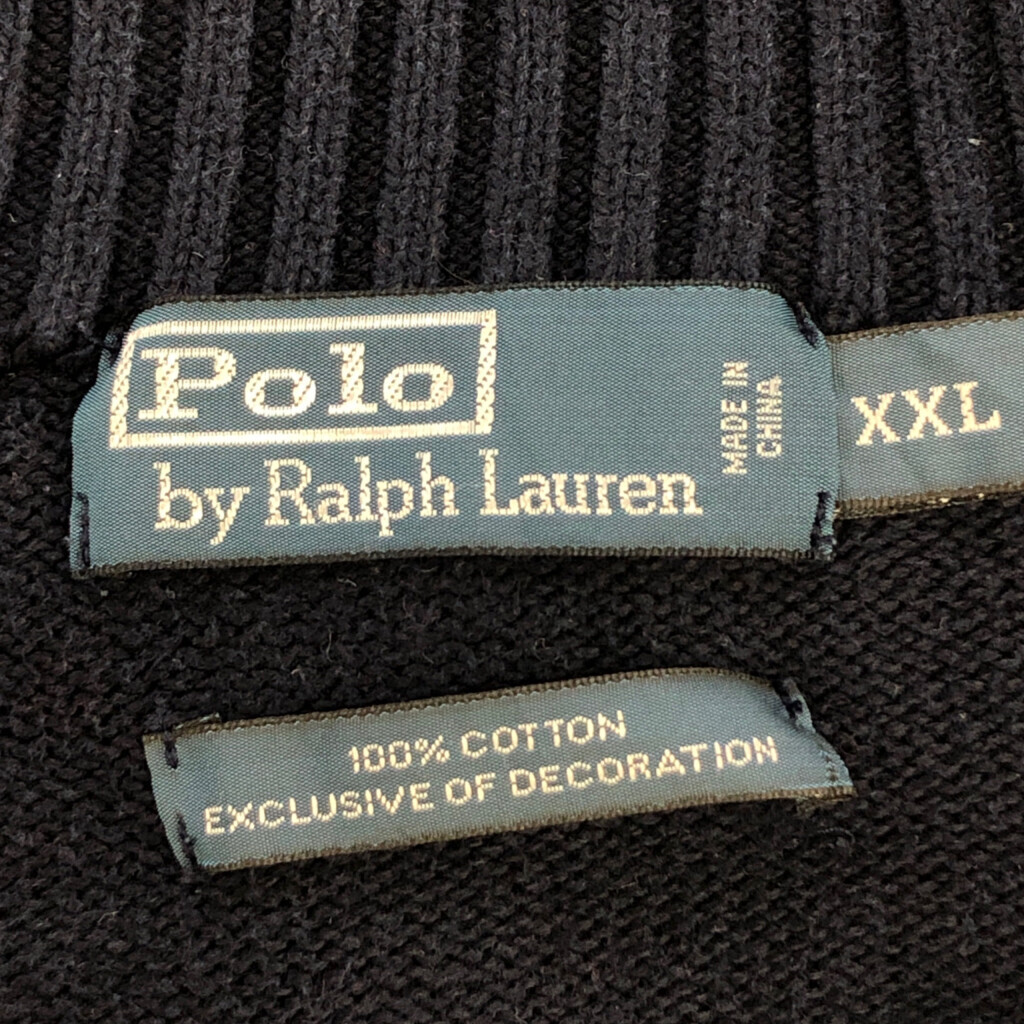 Polo
by Ralph Lauren
MADE IN
CHINA
XXL
100% COTTON
EXCLUSIVE OF DECORATION